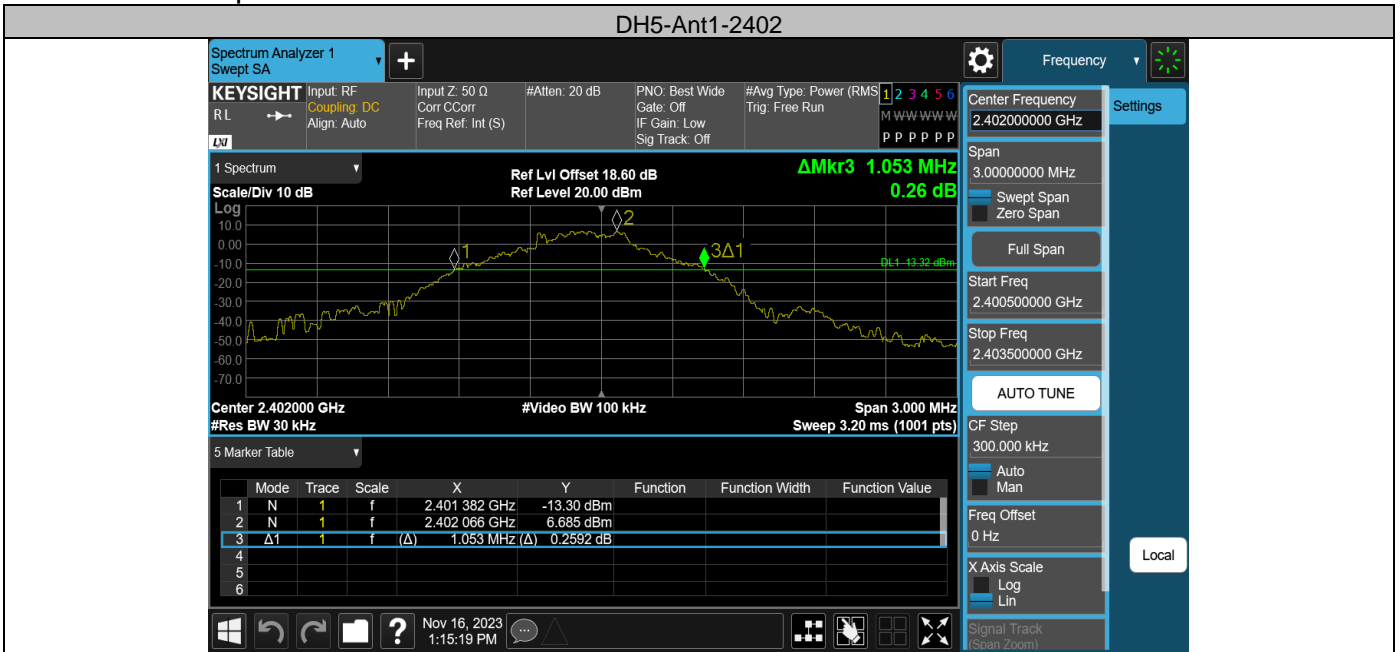 DH5-Ant1-2402
Spectrum Analyzer 1
Swept SA
Frequency
KEYSIGHT
RL
LXI
Input: RF
Coupling: DC
Align: Auto
Input Z: 50 Ω
Corr CCorr
Freq Ref: Int (S)
#Atten: 20 dB
PNO: Best Wide
Gate: Off
IF Gain: Low
Sig Track: Off
#Avg Type: Power (RMS
Trig: Free Run
1 2 3 4 5 6
M W W W W W
P P P P P P
1 Spectrum
Scale/Div 10 dB
Ref Lvl Offset 18.60 dB
Ref Level 20.00 dBm
ΔMkr3 1.053 MHz
0.26 dB
Log
10.0
0.00
-10.0
-20.0
-30.0
-40.0
-50.0
-60.0
-70.0
1
2
3Δ1
DL1 -13.32 dBm
Center 2.402000 GHz
#Video BW 100 kHz
Span 3.000 MHz
#Res BW 30 kHz
Sweep 3.20 ms (1001 pts)
5 Marker Table
Mode Trace Scale X Y Function Function Width Function Value
1 N 1 f 2.401 382 GHz -13.30 dBm
2 N 1 f 2.402 066 GHz 6.685 dBm
3 Δ1 1 f (Δ) 1.053 MHz (Δ) 0.2592 dB
4
5
6
Nov 16, 2023
1:15:19 PM
Center Frequency
2.402000000 GHz
Settings
Span
3.00000000 MHz
Swept Span
Zero Span
Full Span
Start Freq
2.400500000 GHz
Stop Freq
2.403500000 GHz
AUTO TUNE
CF Step
300.000 kHz
Auto
Man
Freq Offset
0 Hz
Local
X Axis Scale
Log
Lin
Signal Track
(Span Zoom)